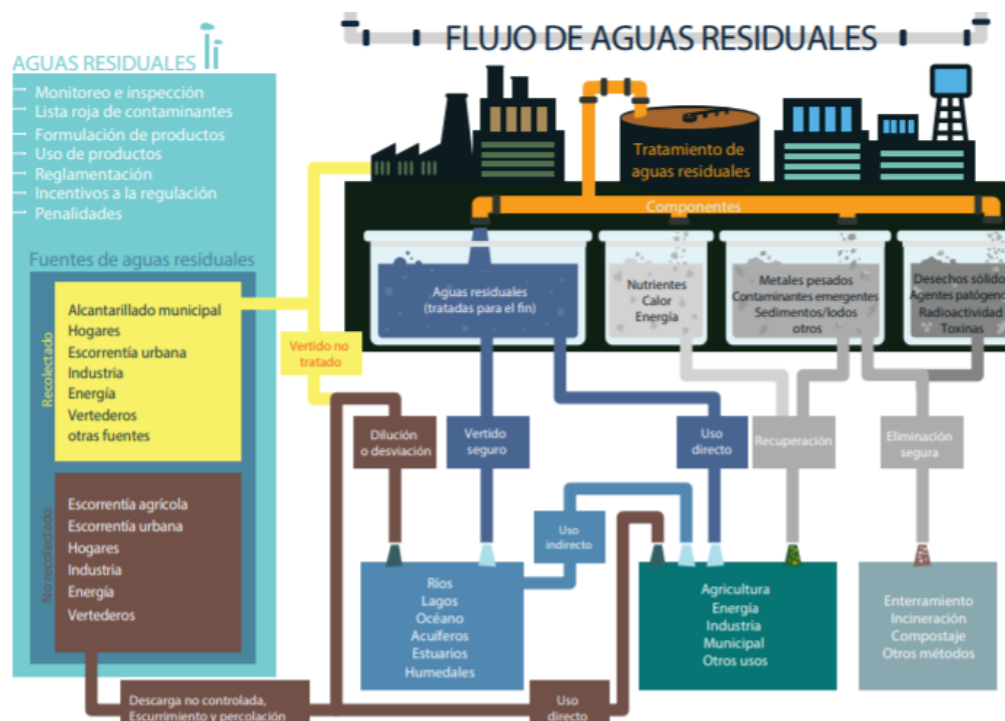 FLUJO DE AGUAS RESIDUALES
AGUAS RESIDUALES
Monitoreo e inspección
Lista roja de contaminantes
Formulación de productos
Uso de productos
Reglamentación
Incentivos a la regulación
Penalidades
Fuentes de aguas residuales
Recolectado
Alcantarillado municipal
Hogares
Escorrentía urbana
Industria
Energía
Vertederos
otras fuentes
No recolectado
Escorrentía agrícola
Escorrentía urbana
Hogares
Industria
Energía
Vertederos
Tratamiento de
aguas residuales
Componentes
Aguas residuales
(tratadas para el fin)
Nutrientes
Calor
Energía
Metales pesados
Contaminantes emergentes
Sedimentos/lodos
otros
Desechos sólido
Agentes patógeno
Radioactividad
Toxinas
Vertido no
tratado
Dilución
o desviación
Vertido
seguro
Uso
directo
Recuperación
Eliminación
segura
Uso
indirecto
Ríos
Lagos
Océano
Acuíferos
Estuarios
Humedales
Agricultura
Energía
Industria
Municipal
Otros usos
Enterramiento
Incineración
Compostaje
Otros métodos
Descarga no controlada,
Escurrimiento y percolación
Uso
directo